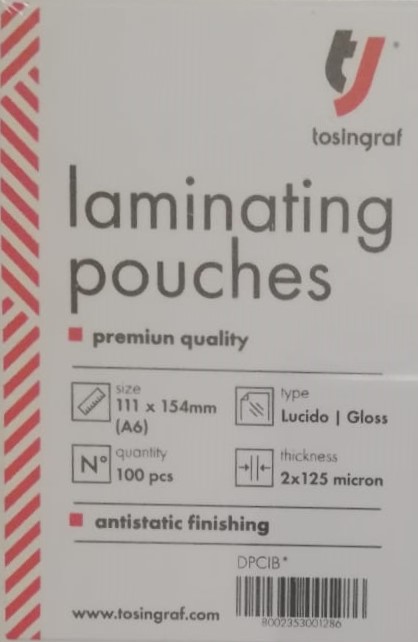 tosingraf
laminating
pouches
premiun quality
size
111 x 154mm
(A6)
type
Lucido | Gloss
N°
quantity
100 pcs
thickness
2x125 micron
antistatic finishing
DPCIB*
www.tosingraf.com
8002353001286